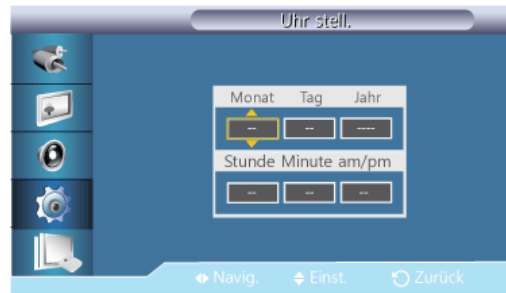 Uhr stell.
Monat Tag Jahr
-- -- ----
Stunde Minute am/pm
-- -- --
Navig. Einst. Zurück